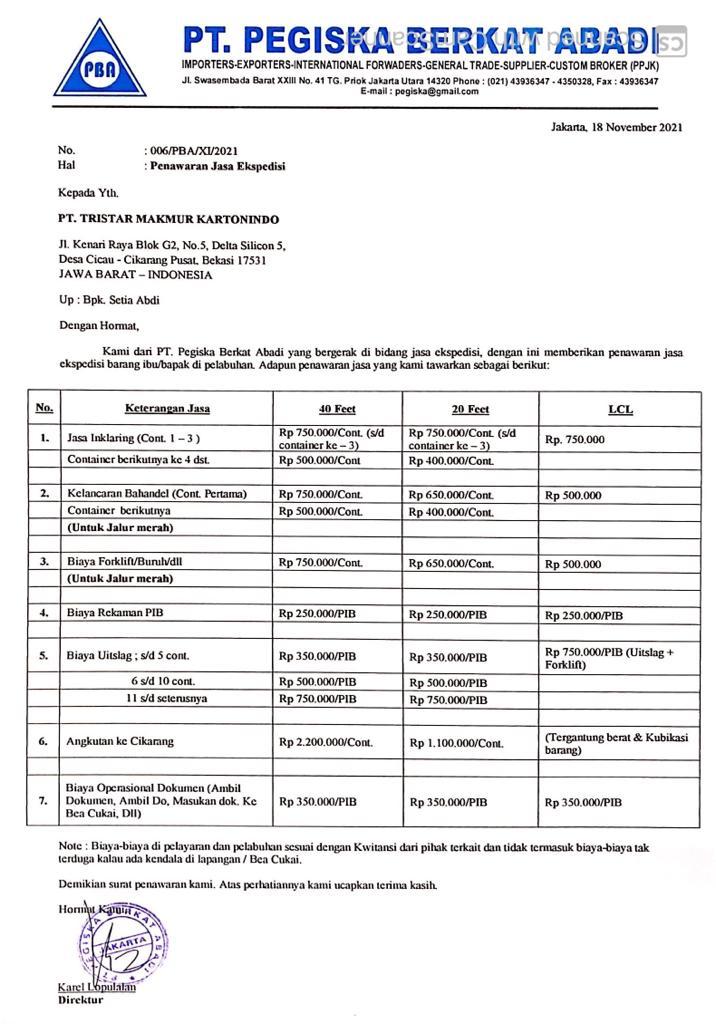 PBA
PT. PEGISKA BERKAT ABADI
IMPORTERS-EXPORTERS-INTERNATIONAL FORWADERS-GENERAL TRADE-SUPPLIER-CUSTOM BROKER (PPJK)
Jl. Swasembada Barat XXIII No. 41 TG. Priok Jakarta Utara 14320 Phone : (021) 43936347 - 4350328, Fax : 43936347
E-mail : pegiska@gmail.com
CS
Jakarta, 18 November 2021
No. : 006/PBA/XI/2021
Hal : Penawaran Jasa Ekspedisi
Kepada Yth.
PT. TRISTAR MAKMUR KARTONINDO
Jl. Kenari Raya Blok G2, No.5, Delta Silicon 5,
Desa Cicau - Cikarang Pusat, Bekasi 17531
JAWA BARAT – INDONESIA
Up : Bpk. Setia Abdi
Dengan Hormat,
Kami dari PT. Pegiska Berkat Abadi yang bergerak di bidang jasa ekspedisi, dengan ini memberikan penawaran jasa
ekspedisi barang ibu/bapak di pelabuhan. Adapun penawaran jasa yang kami tawarkan sebagai berikut:
No. Keterangan Jasa 40 Feet 20 Feet LCL
1. Jasa Inklaring (Cont. 1 – 3 ) Rp 750.000/Cont. (s/d container ke – 3) Rp 750.000/Cont. (s/d container ke – 3) Rp. 750.000
Container berikutnya ke 4 dst. Rp 500.000/Cont Rp 400.000/Cont.
2. Kelancaran Bahandel (Cont. Pertama) Rp 750.000/Cont. Rp 650.000/Cont. Rp 500.000
Container berikutnya Rp 500.000/Cont. Rp 400.000/Cont.
(Untuk Jalur merah)
3. Biaya Forklift/Buruh/dll Rp 750.000/Cont. Rp 650.000/Cont. Rp 500.000
(Untuk Jalur merah)
4. Biaya Rekaman PIB Rp 250.000/PIB Rp 250.000/PIB Rp 250.000/PIB
5. Biaya Uitslag ; s/d 5 cont. Rp 350.000/PIB Rp 350.000/PIB Rp 750.000/PIB (Uitslag + Forklift)
6 s/d 10 cont. Rp 500.000/PIB Rp 500.000/PIB
11 s/d seterusnya Rp 750.000/PIB Rp 750.000/PIB
6. Angkutan ke Cikarang Rp 2.200.000/Cont. Rp 1.100.000/Cont. (Tergantung berat & Kubikasi barang)
7. Biaya Operasional Dokumen (Ambil Dokumen, Ambil Do, Masukan dok. Ke Bea Cukai, Dll) Rp 350.000/PIB Rp 350.000/PIB Rp 350.000/PIB
Note : Biaya-biaya di pelayaran dan pelabuhan sesuai dengan Kwitansi dari pihak terkait dan tidak termasuk biaya-biaya tak
terduga kalau ada kendala di lapangan / Bea Cukai.
Demikian surat penawaran kami. Atas perhatiannya kami ucapkan terima kasih.
Hormat Kami,
PT. PEGISKA BERKAT ABADI
JAKARTA
Karel Lopulalan
Direktur